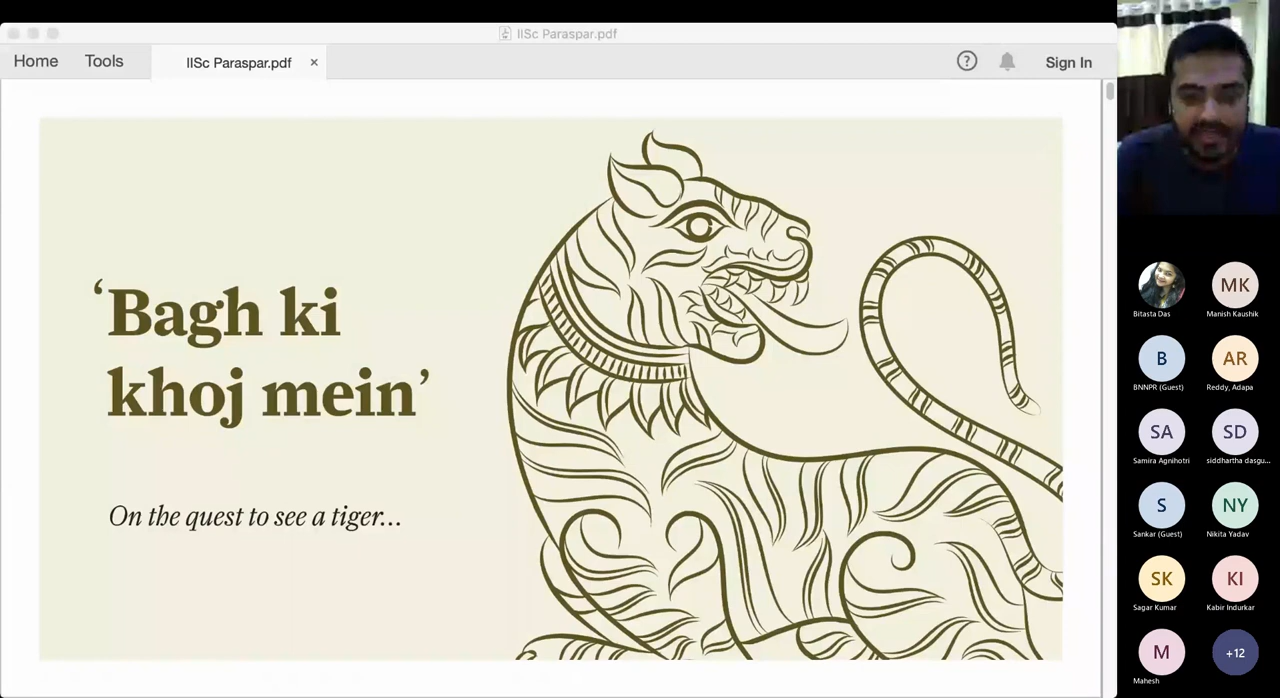 IISc Paraspar.pdf
Home
Tools
IISc Paraspar.pdf
×
?
Sign In
‘Bagh ki
khoj mein’
On the quest to see a tiger...
Bitasta Das
MK
Manish Kaushik
B
BNNPR (Guest)
AR
Reddy, Adapa
SA
Samira Agnihotri
SD
siddhartha dasgu...
S
Sankar (Guest)
NY
Nikita Yadav
SK
Sagar Kumar
KI
Kabir Indurkar
M
Mahesh
+12